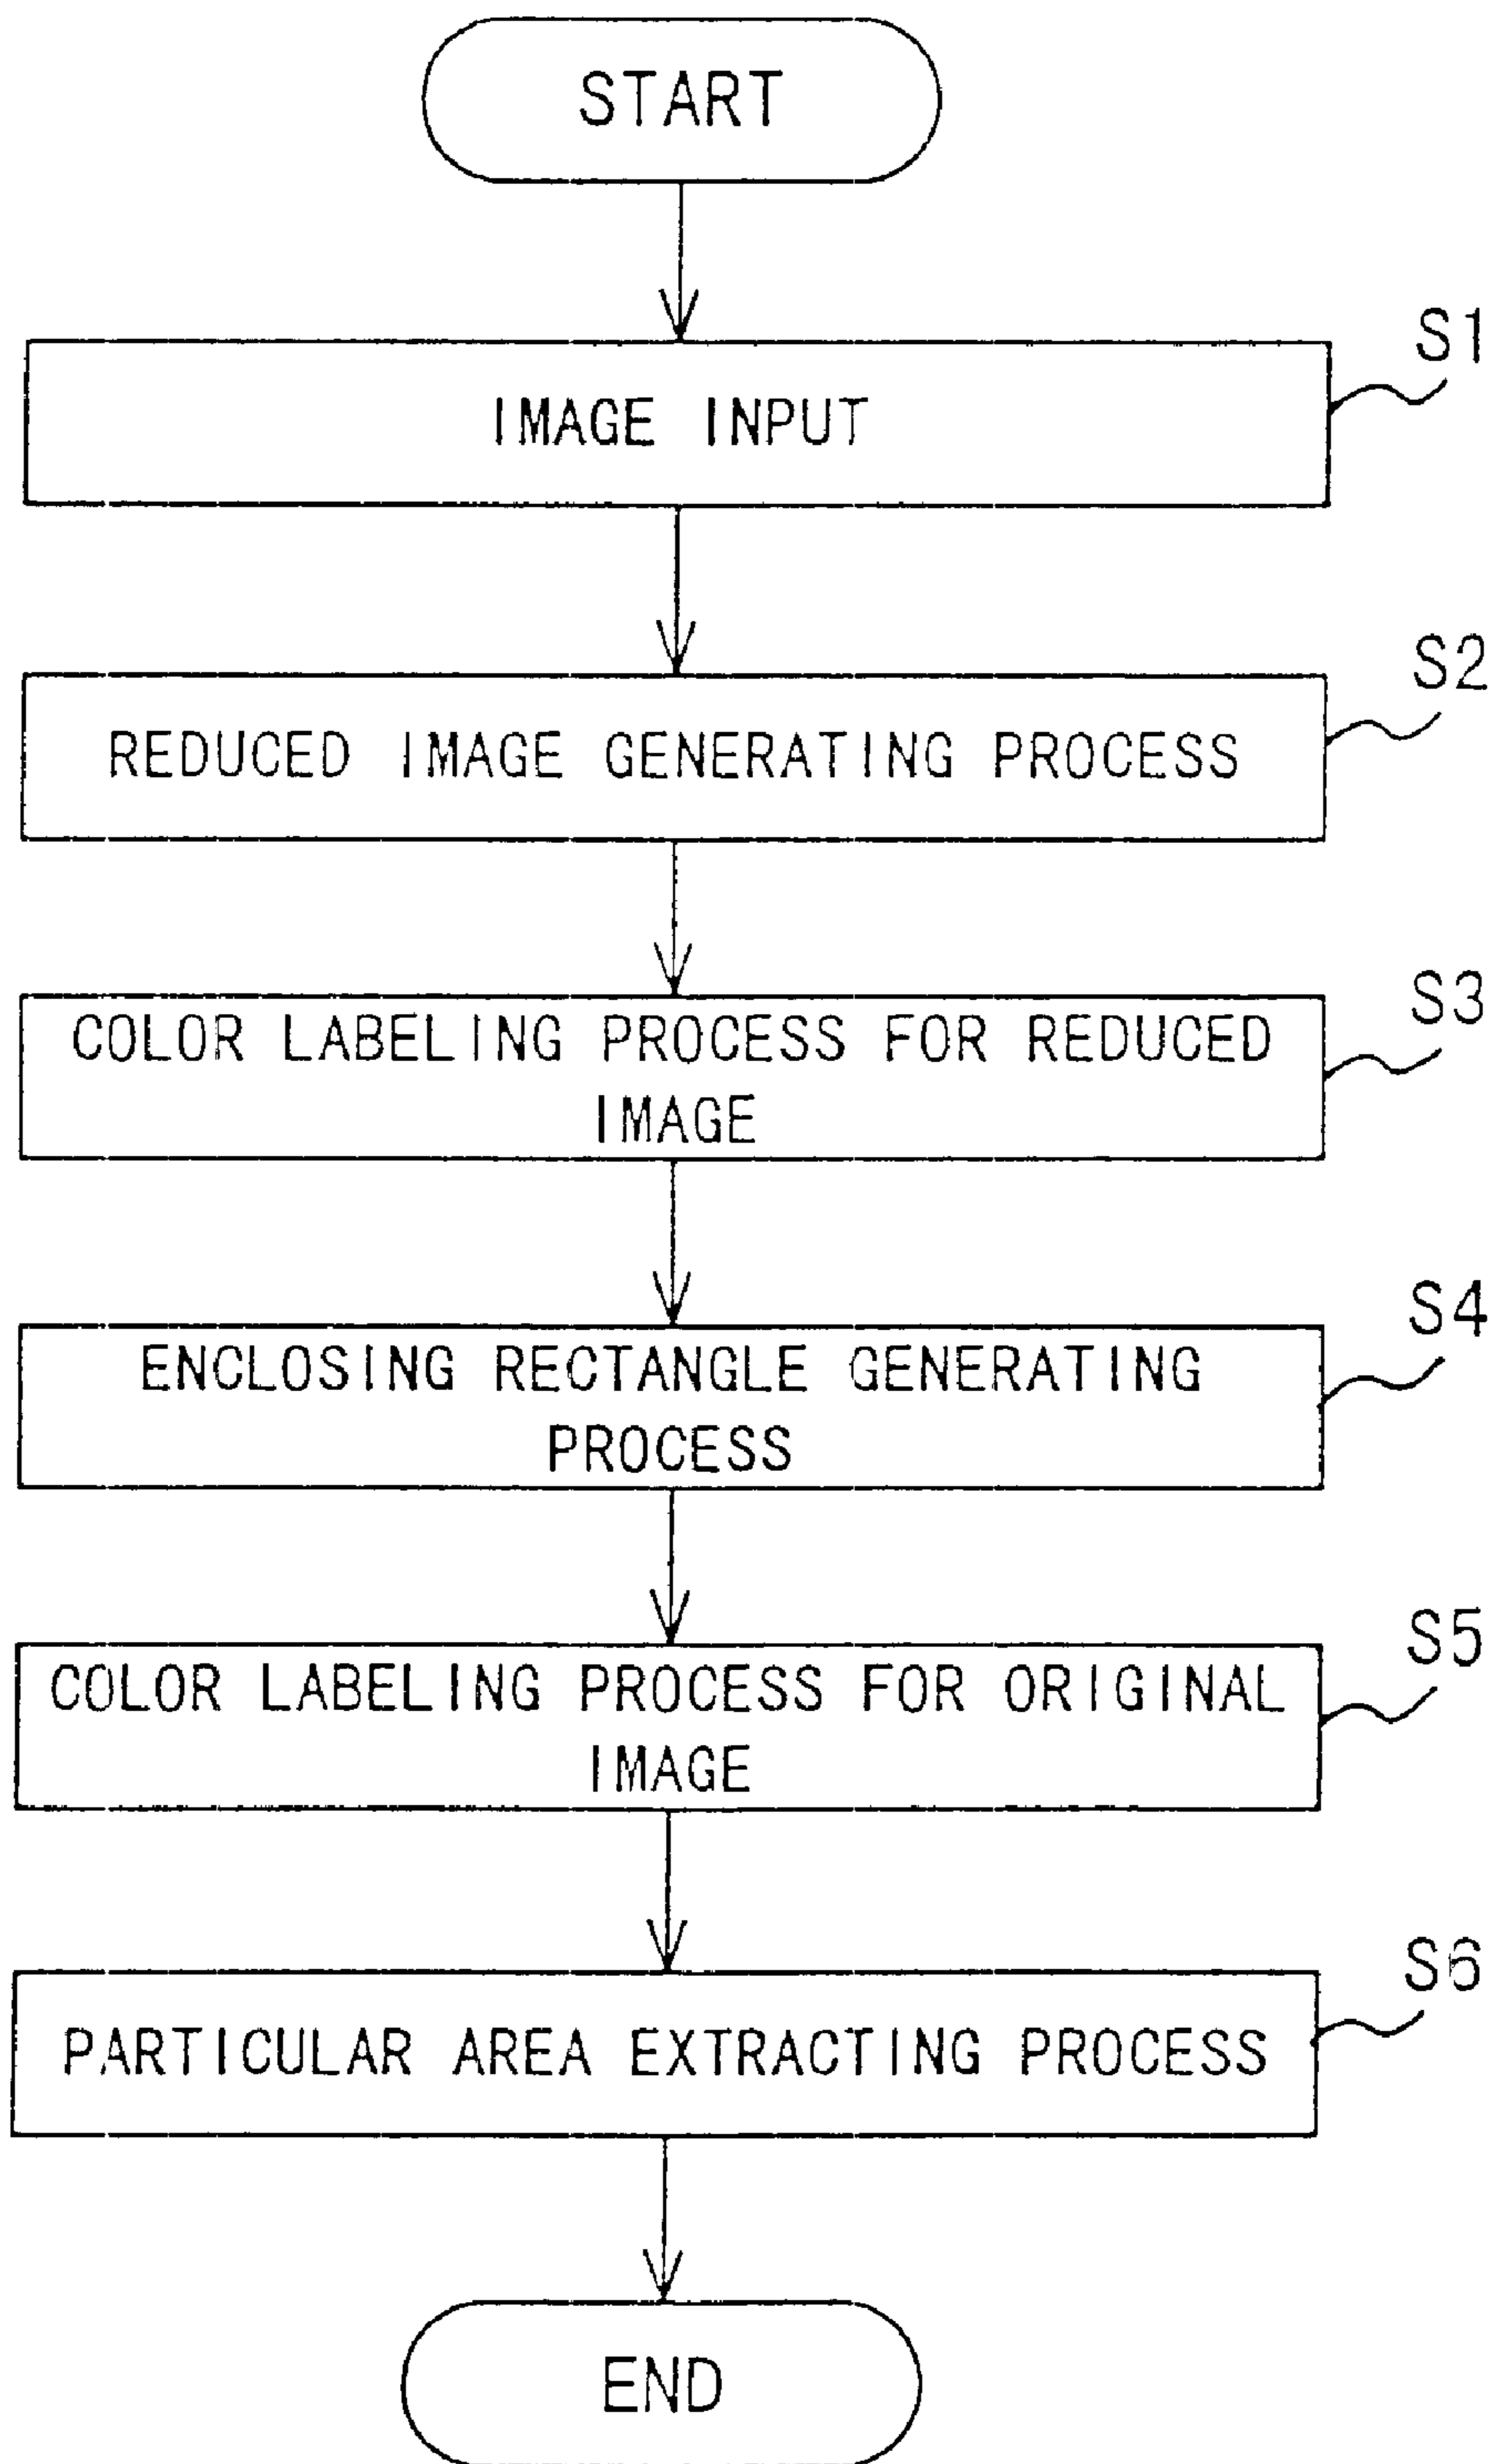 START
S1
IMAGE INPUT
S2
REDUCED IMAGE GENERATING PROCESS
S3
COLOR LABELING PROCESS FOR REDUCED
IMAGE
S4
ENCLOSING RECTANGLE GENERATING
PROCESS
S5
COLOR LABELING PROCESS FOR ORIGINAL
IMAGE
S6
PARTICULAR AREA EXTRACTING PROCESS
END